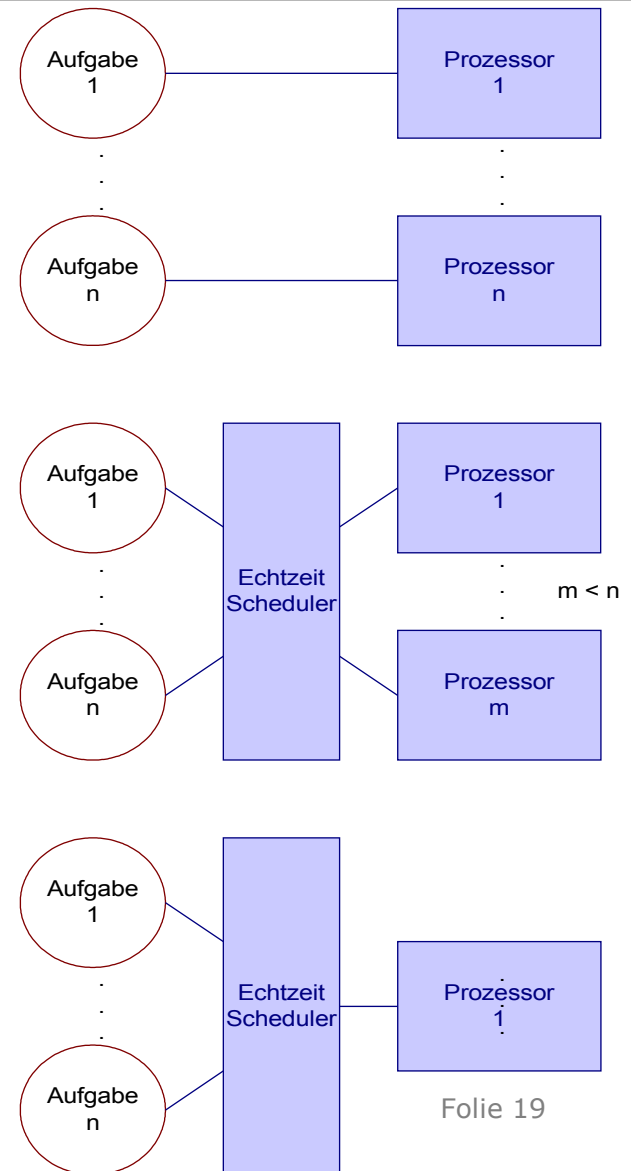 Aufgabe
1
Prozessor
1
Aufgabe
n
Prozessor
n
Aufgabe
1
Prozessor
1
Echtzeit
Scheduler
m < n
Aufgabe
n
Prozessor
m
Aufgabe
1
Echtzeit
Scheduler
Prozessor
1
Aufgabe
n
Folie 19